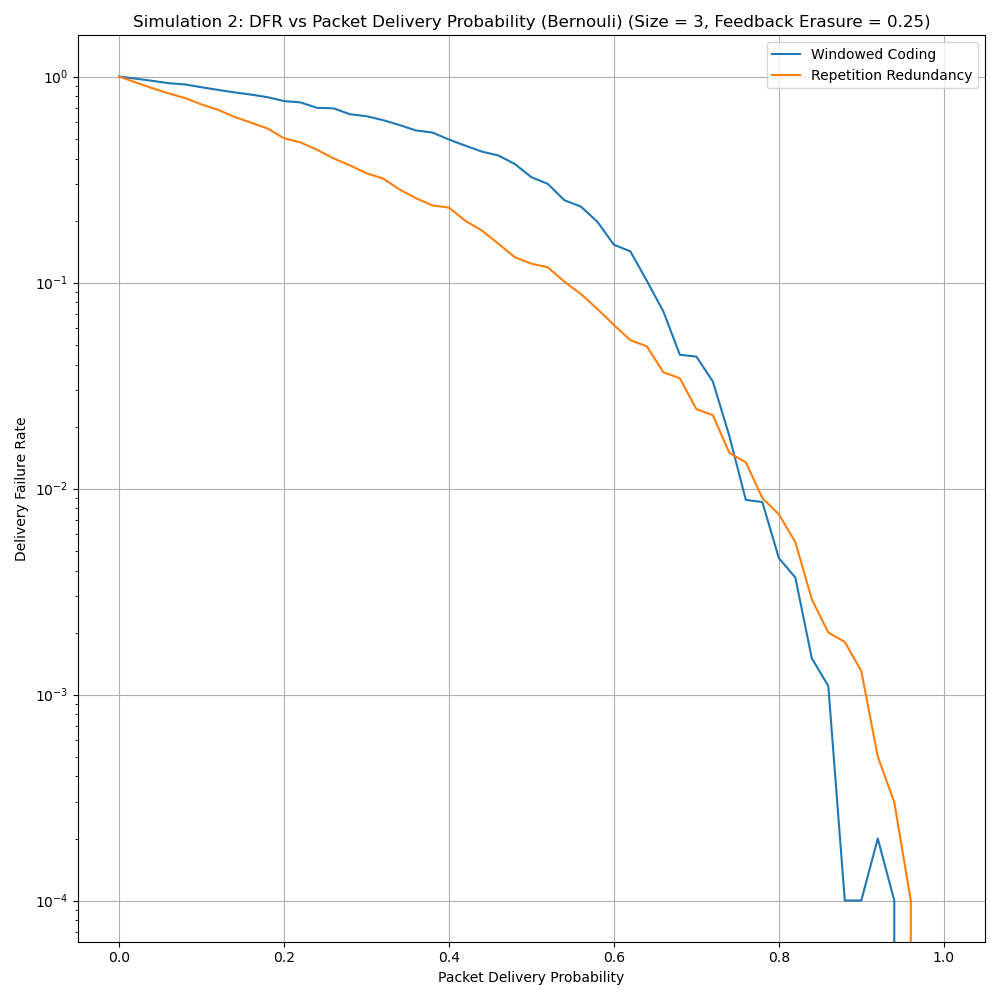 Simulation 2: DFR vs Packet Delivery Probability (Bernouli) (Size = 3, Feedback Erasure = 0.25)
Windowed Coding
Repetition Redundancy
Delivery Failure Rate
10⁰
10⁻¹
10⁻²
10⁻³
10⁻⁴
0.0 0.2 0.4 0.6 0.8 1.0
Packet Delivery Probability